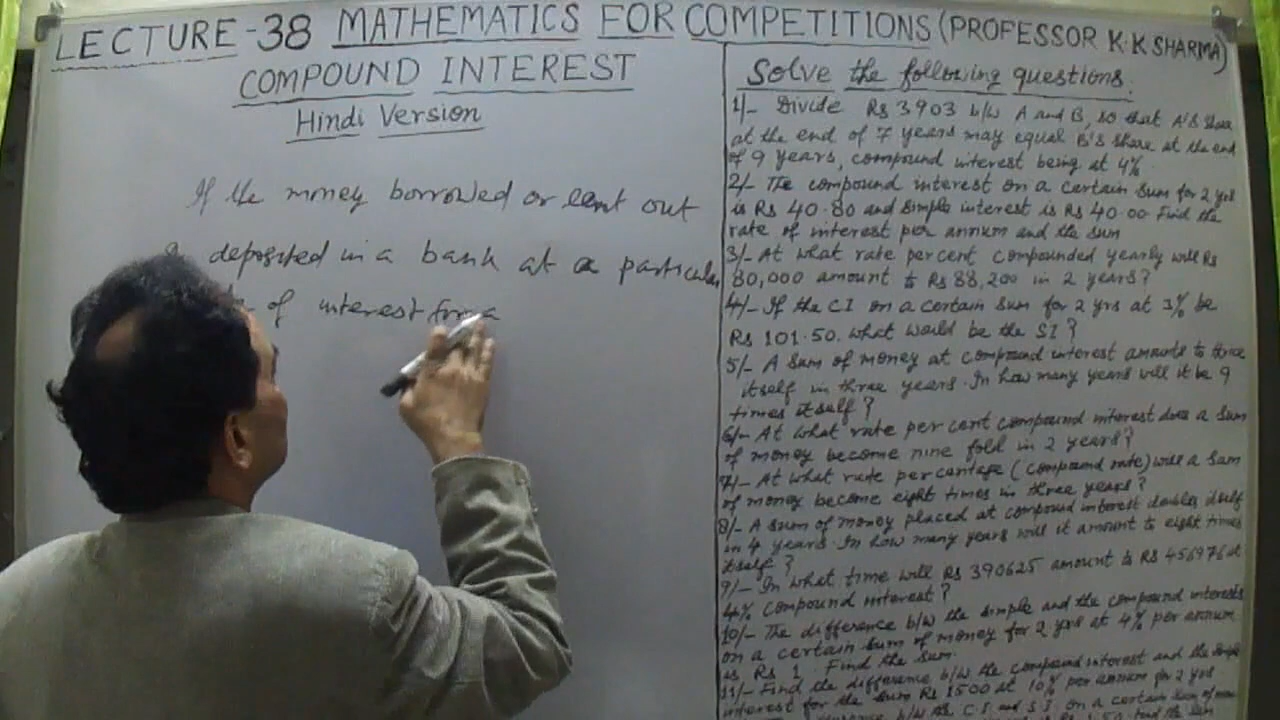 LECTURE-38 MATHEMATICS FOR COMPETITIONS (PROFESSOR K.K SHARMA)
COMPOUND INTEREST
Hindi Version
If the money borrowed or lent out
deposited in a bank at a particular
of interest from a
Solve the following questions.
1/- Divide Rs 3903 b/w A and B, so that A's share
at the end of 7 years may equal B's share at the end
of 9 years, compound interest being at 4%
2/- The compound interest on a certain sum for 2 yrs
is Rs 40.80 and simple interest is Rs 40.00 Find the
rate of interest per annum and the sum
3/- At what rate per cent compounded yearly will Rs
80,000 amount to Rs 88,200 in 2 years?
4/- If the CI on a certain sum for 2 yrs at 3% be
Rs 101.50. what would be the SI?
5/- A sum of money at compound interest amounts to thrice
itself in three years. In how many years will it be 9
times itself?
6/- At what rate per cent compound interest does a sum
of money become nine fold in 2 years?
7/- At what rate percentage (compound rate) will a sum
of money become eight times in three years?
8/- A sum of money placed at compound interest doubles itself
in 4 years. In how many years will it amount to eight times
itself?
9/- In what time will Rs 390625 amount to Rs 456976 at
4% compound interest?
10/- The difference b/w the simple and the compound interests
on a certain sum of money for 2 yrs at 4% per annum
is Rs 1 Find the sum.
11/- Find the difference b/w the compound interest and the simple
interest for the sum Rs 1500 at 10% per annum for 2 yrs
b/w the C.I and S.I on a certain sum of